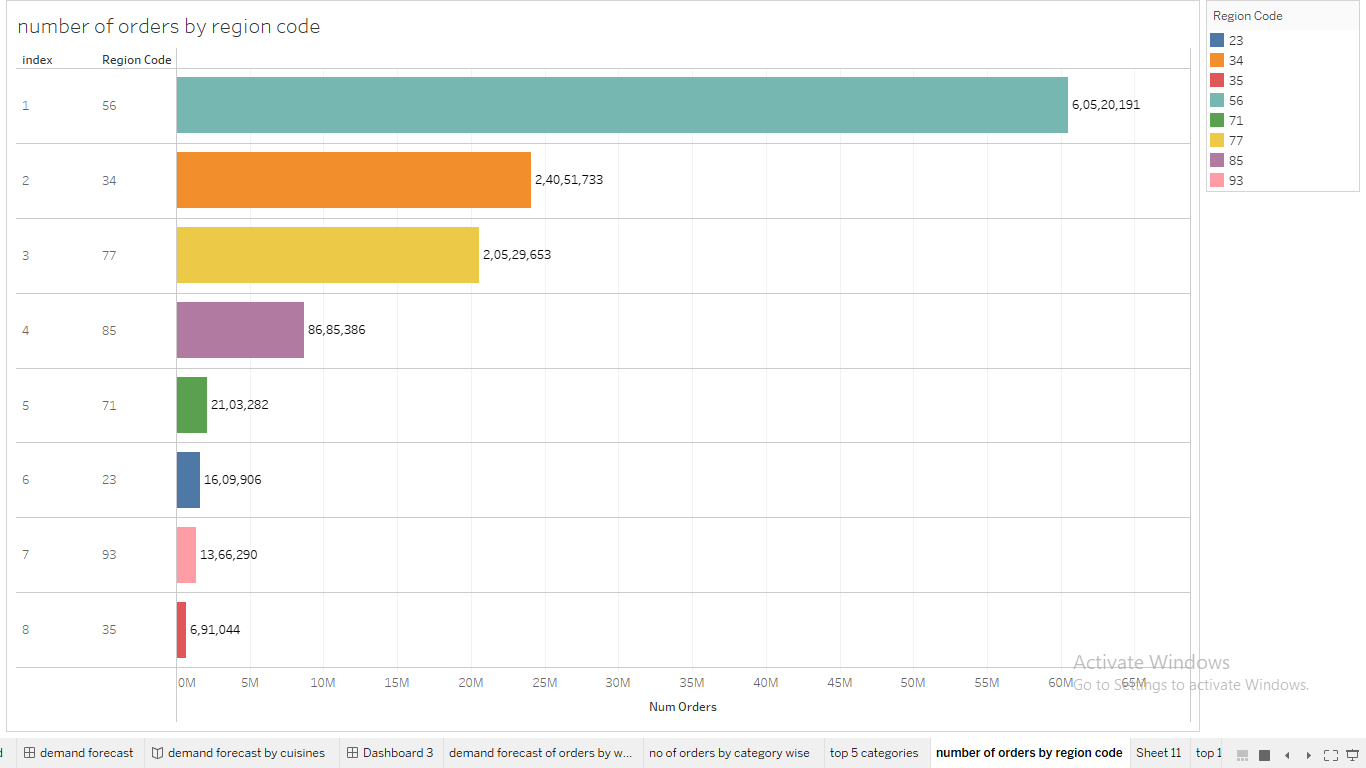 number of orders by region code
index Region Code
1 56 6,05,20,191
2 34 2,40,51,733
3 77 2,05,29,653
4 85 86,85,386
5 71 21,03,282
6 23 16,09,906
7 93 13,66,290
8 35 6,91,044
0M 5M 10M 15M 20M 25M 30M 35M 40M 45M 50M 55M 60M 65M
Num Orders
Region Code
23
34
35
56
71
77
85
93
Activate Windows
Go to Settings to activate Windows.
demand forecast demand forecast by cuisines Dashboard 3 demand forecast of orders by w... no of orders by category wise top 5 categories number of orders by region code Sheet 11 top 1